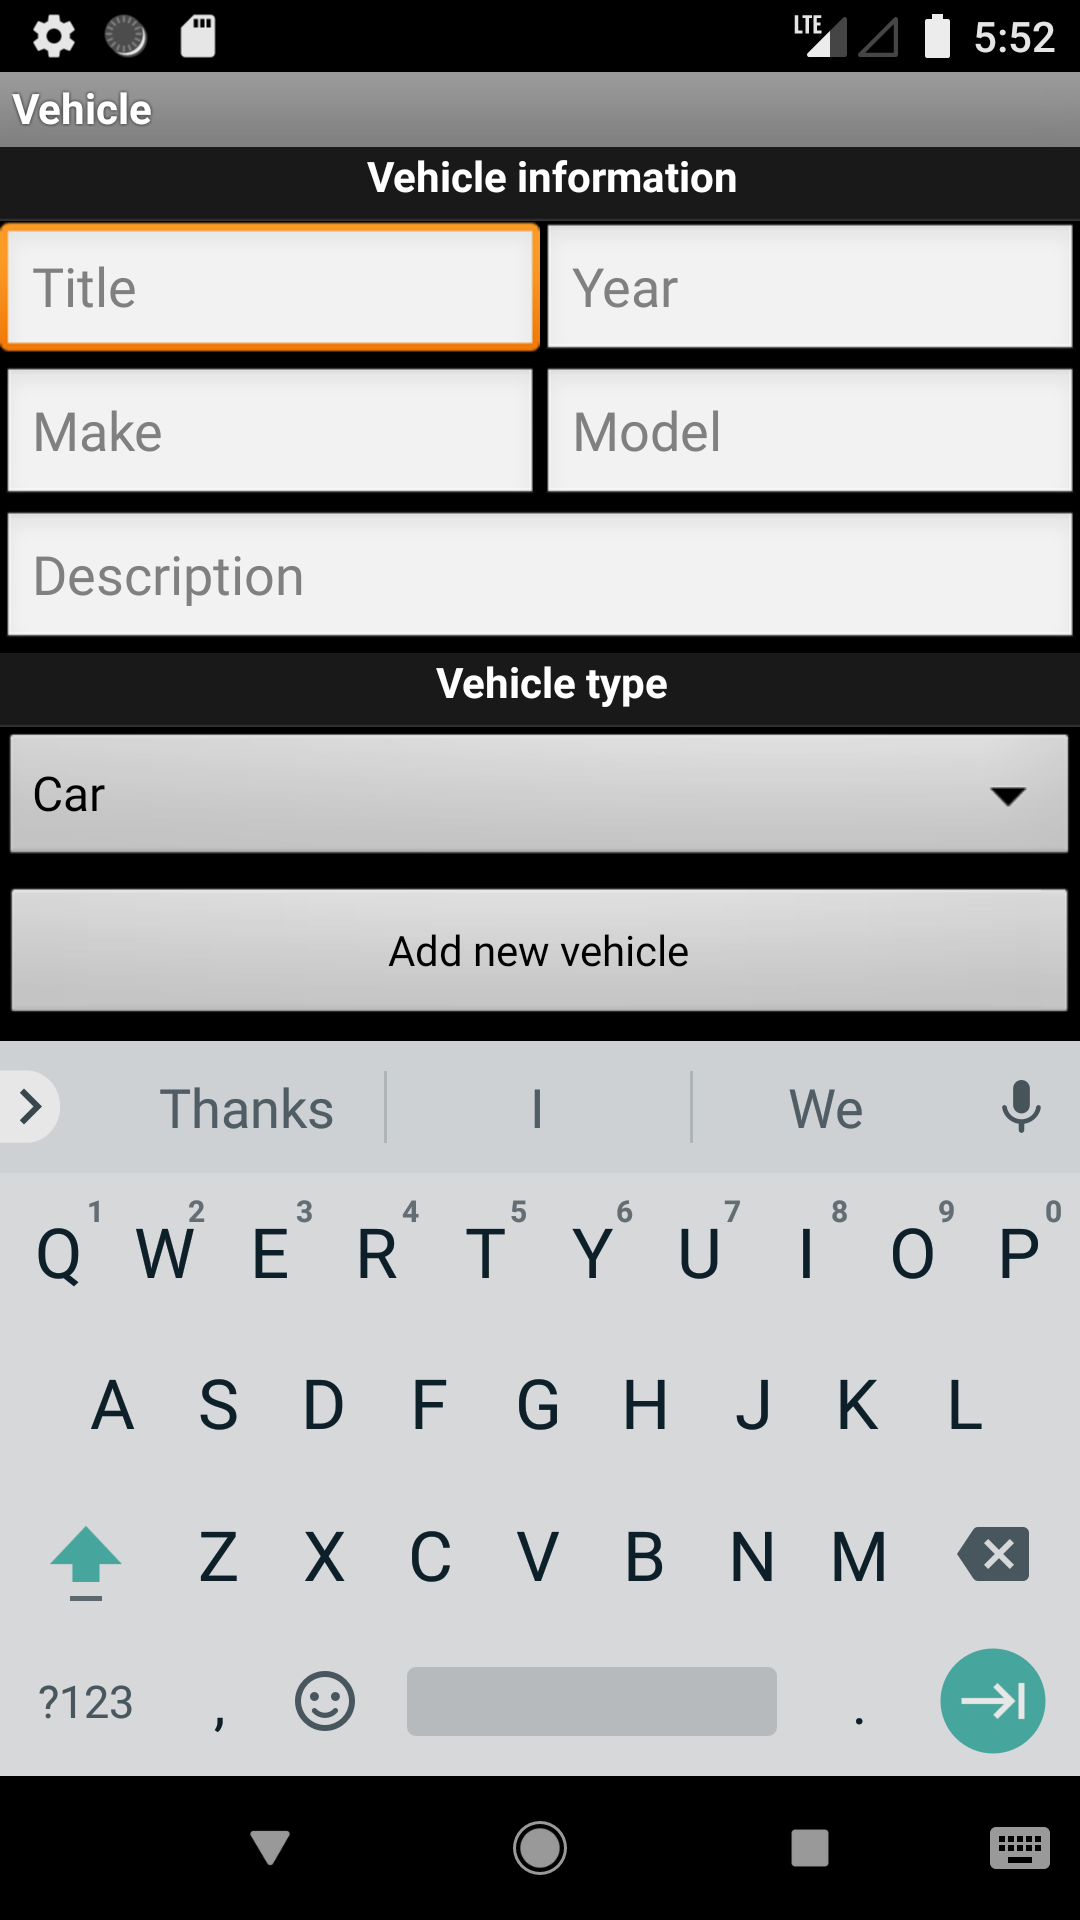 LTE 5:52
Vehicle
Vehicle information
Title Year
Make Model
Description
Vehicle type
Car
Add new vehicle
Thanks I We
1 2 3 4 5 6 7 8 9 0
Q W E R T Y U I O P
A S D F G H J K L
Z X C V B N M
?123 , .